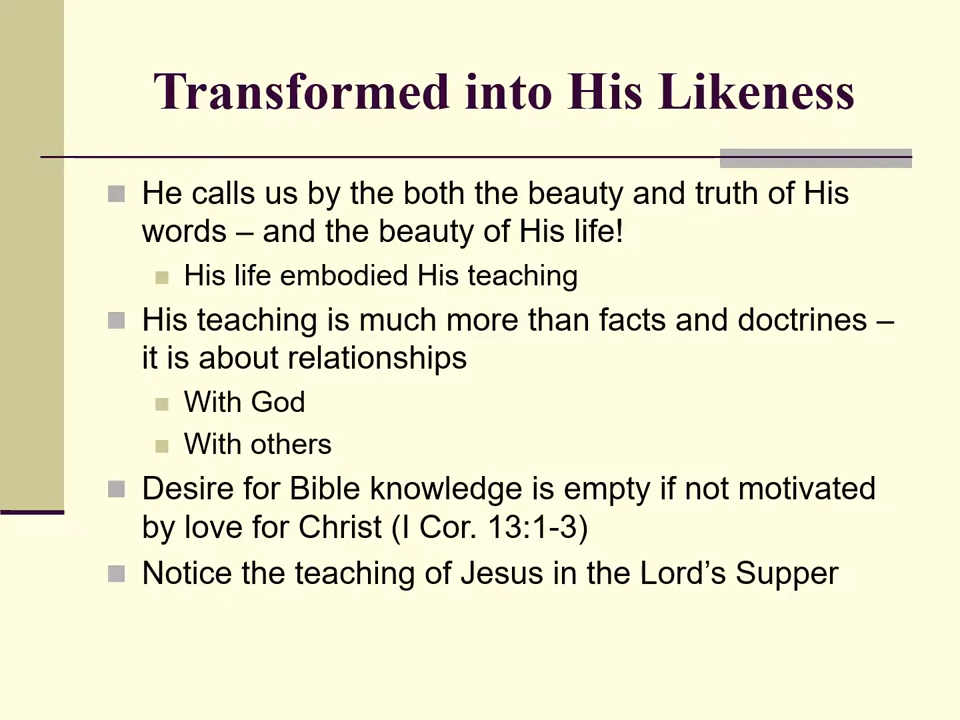 Transformed into His Likeness
He calls us by the both the beauty and truth of His
words – and the beauty of His life!
His life embodied His teaching
His teaching is much more than facts and doctrines –
it is about relationships
With God
With others
Desire for Bible knowledge is empty if not motivated
by love for Christ (I Cor. 13:1-3)
Notice the teaching of Jesus in the Lord’s Supper